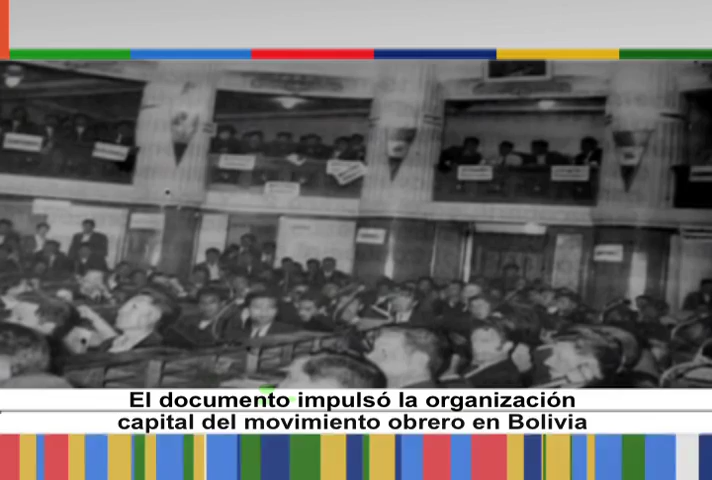 El documento impulsó la organización
capital del movimiento obrero en Bolivia